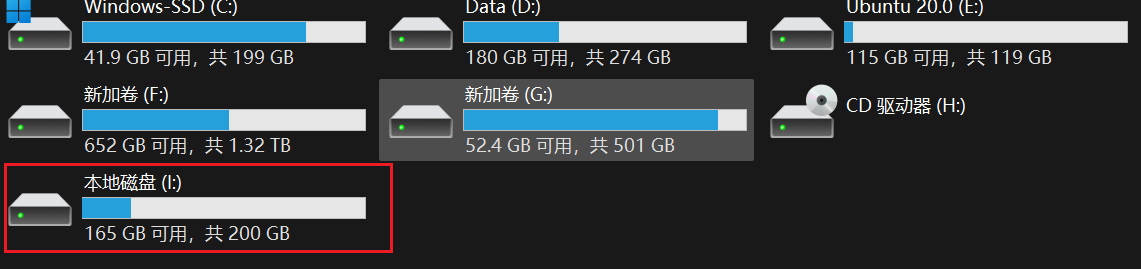 Windows-SSD (C:)
41.9 GB 可用，共 199 GB
Data (D:)
180 GB 可用，共 274 GB
Ubuntu 20.0 (E:)
115 GB 可用，共 119 GB
新加卷 (F:)
652 GB 可用，共 1.32 TB
新加卷 (G:)
52.4 GB 可用，共 501 GB
CD 驱动器 (H:)
本地磁盘 (I:)
165 GB 可用，共 200 GB